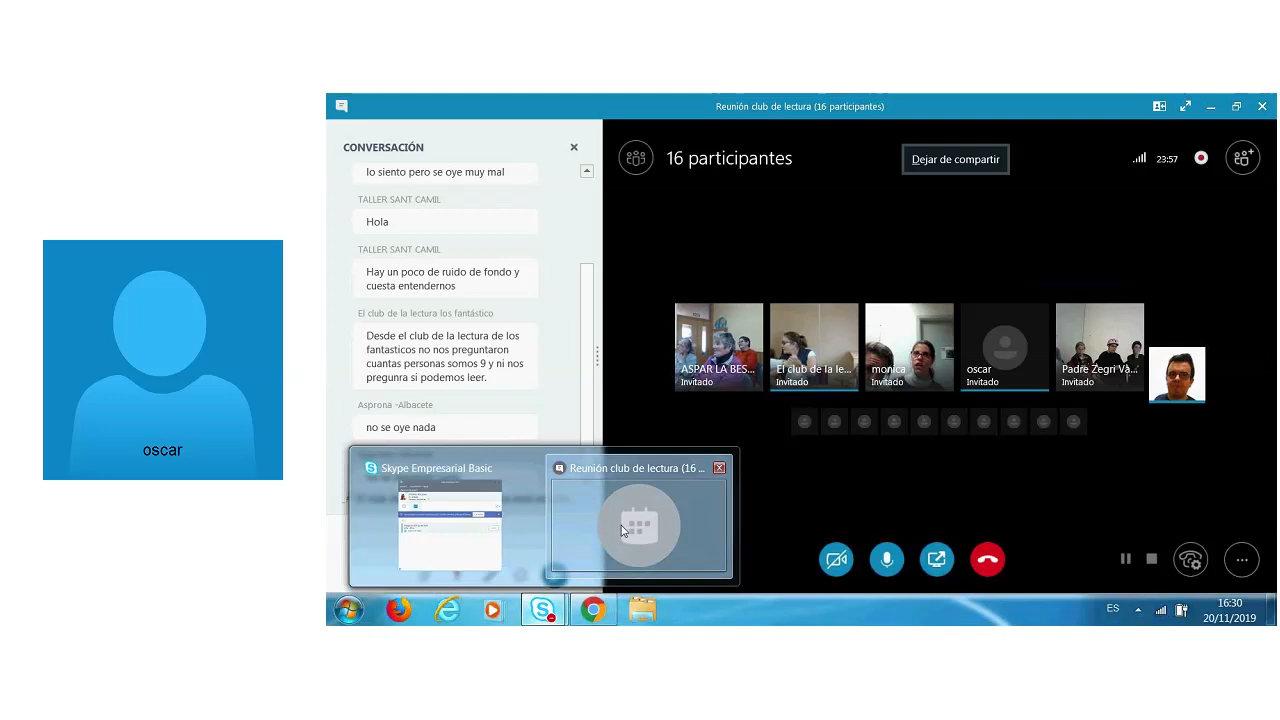 oscar
Reunión club de lectura (16 participantes)
CONVERSACIÓN
lo siento pero se oye muy mal
TALLER SANT CAMIL
Hola
TALLER SANT CAMIL
Hay un poco de ruido de fondo y
cuesta entendernos
El club de la lectura los fantástico
Desde el club de la lectura de los
fantasticos no nos preguntaron
cuantas personas somos 9 y ni nos
pregunra si podemos leer.
Asprona -Albacete
no se oye nada
16 participantes
Dejar de compartir
23:57
ASPAR LA BES...
Invitado
El club de la le...
Invitado
monica
Invitado
oscar
Invitado
Padre Zegrí Va...
Invitado
Skype Empresarial Basic
Reunión club de lectura (16 ...
ES
16:30
20/11/2019